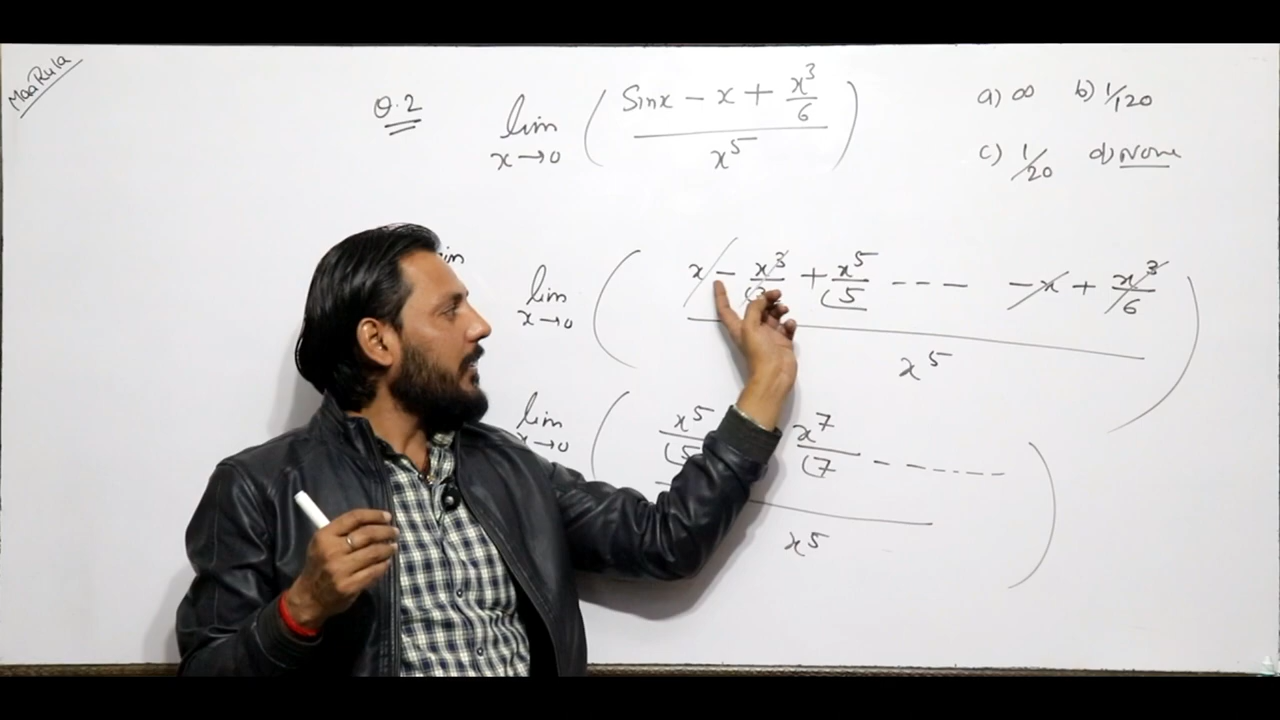 MaaRula
Q.2 lim x→0 ( (Sinx − x + x³/6) / x⁵ )
a) ∞ b) 1/120
c) 1/20 d) None
lim x→0 ( (x − x³/ + x⁵/⌊5 ---- −x + x³/6) / x⁵ )
lim x→0 ( (x⁵/⌊5 x⁷/⌊7 --------) / x⁵ )